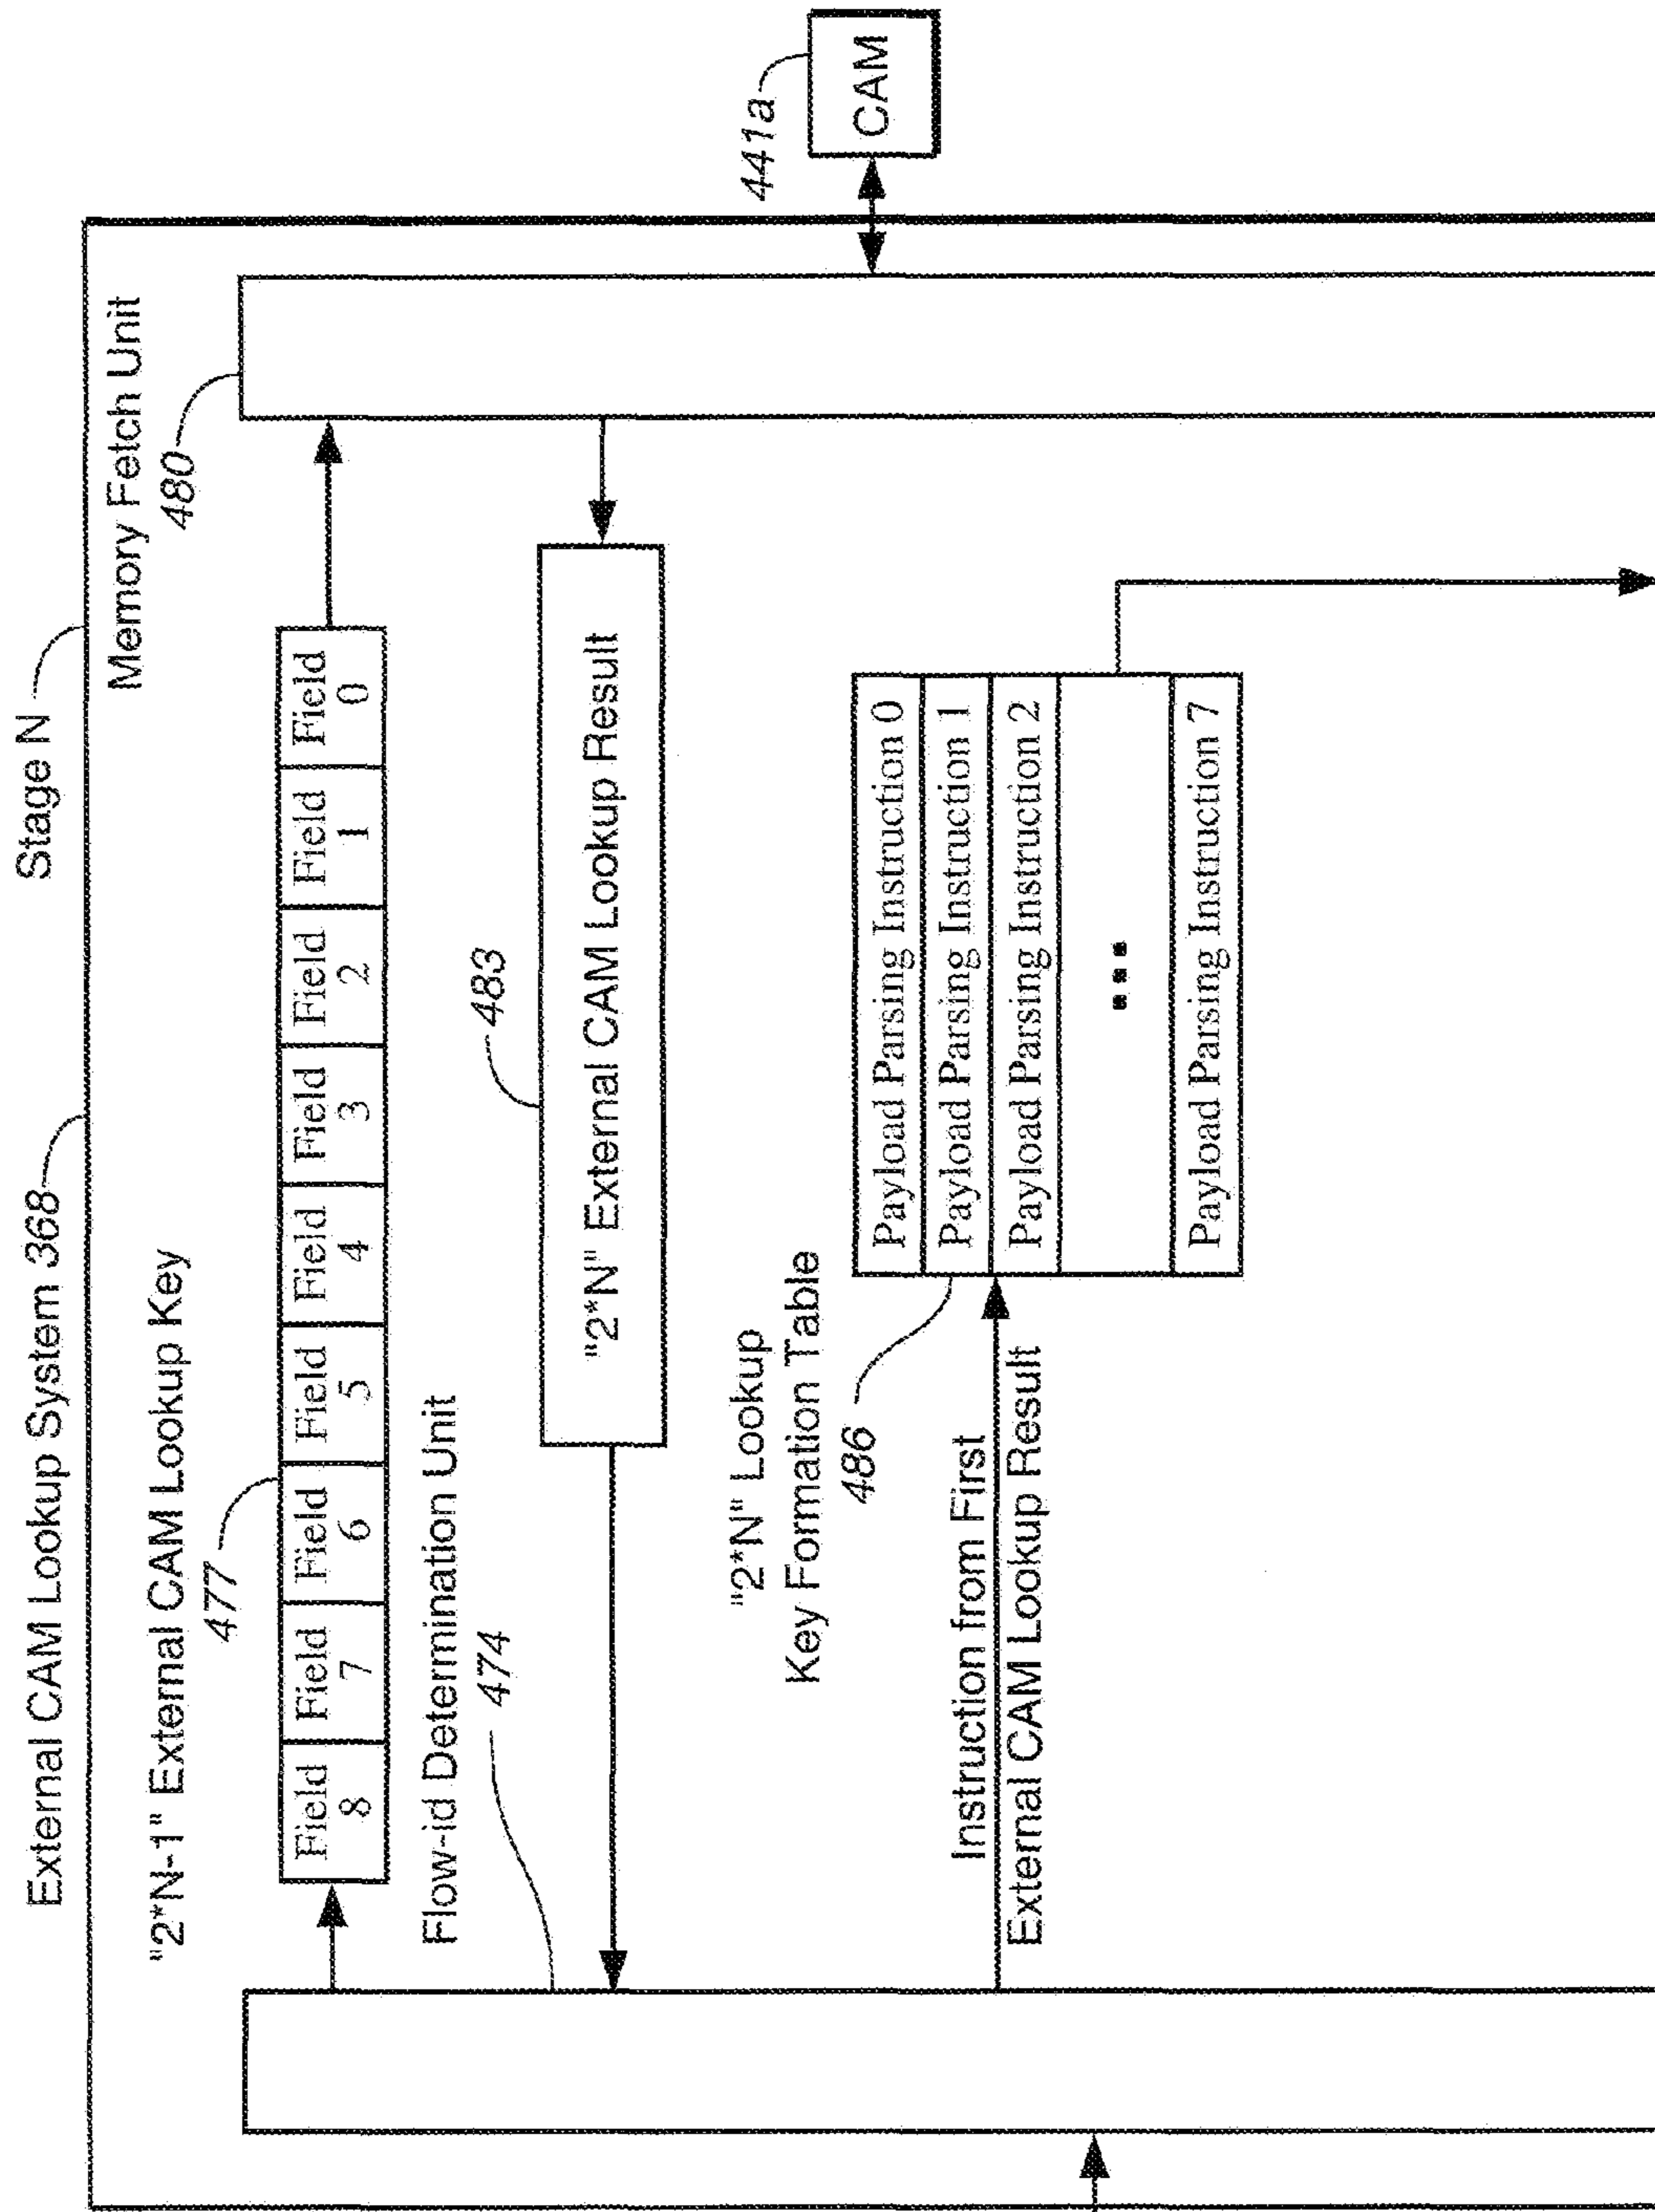 External CAM Lookup System 368
Stage N
"2*N-1" External CAM Lookup Key
477
Memory Fetch Unit
480
Field 8
Field 7
Field 6
Field 5
Field 4
Field 3
Field 2
Field 1
Field 0
Flow-id Determination Unit
474
483
"2*N" External CAM Lookup Result
441a
CAM
"2*N" Lookup
Key Formation Table
486
Payload Parsing Instruction 0
Payload Parsing Instruction 1
Payload Parsing Instruction 2
...
Payload Parsing Instruction 7
Instruction from First
External CAM Lookup Result